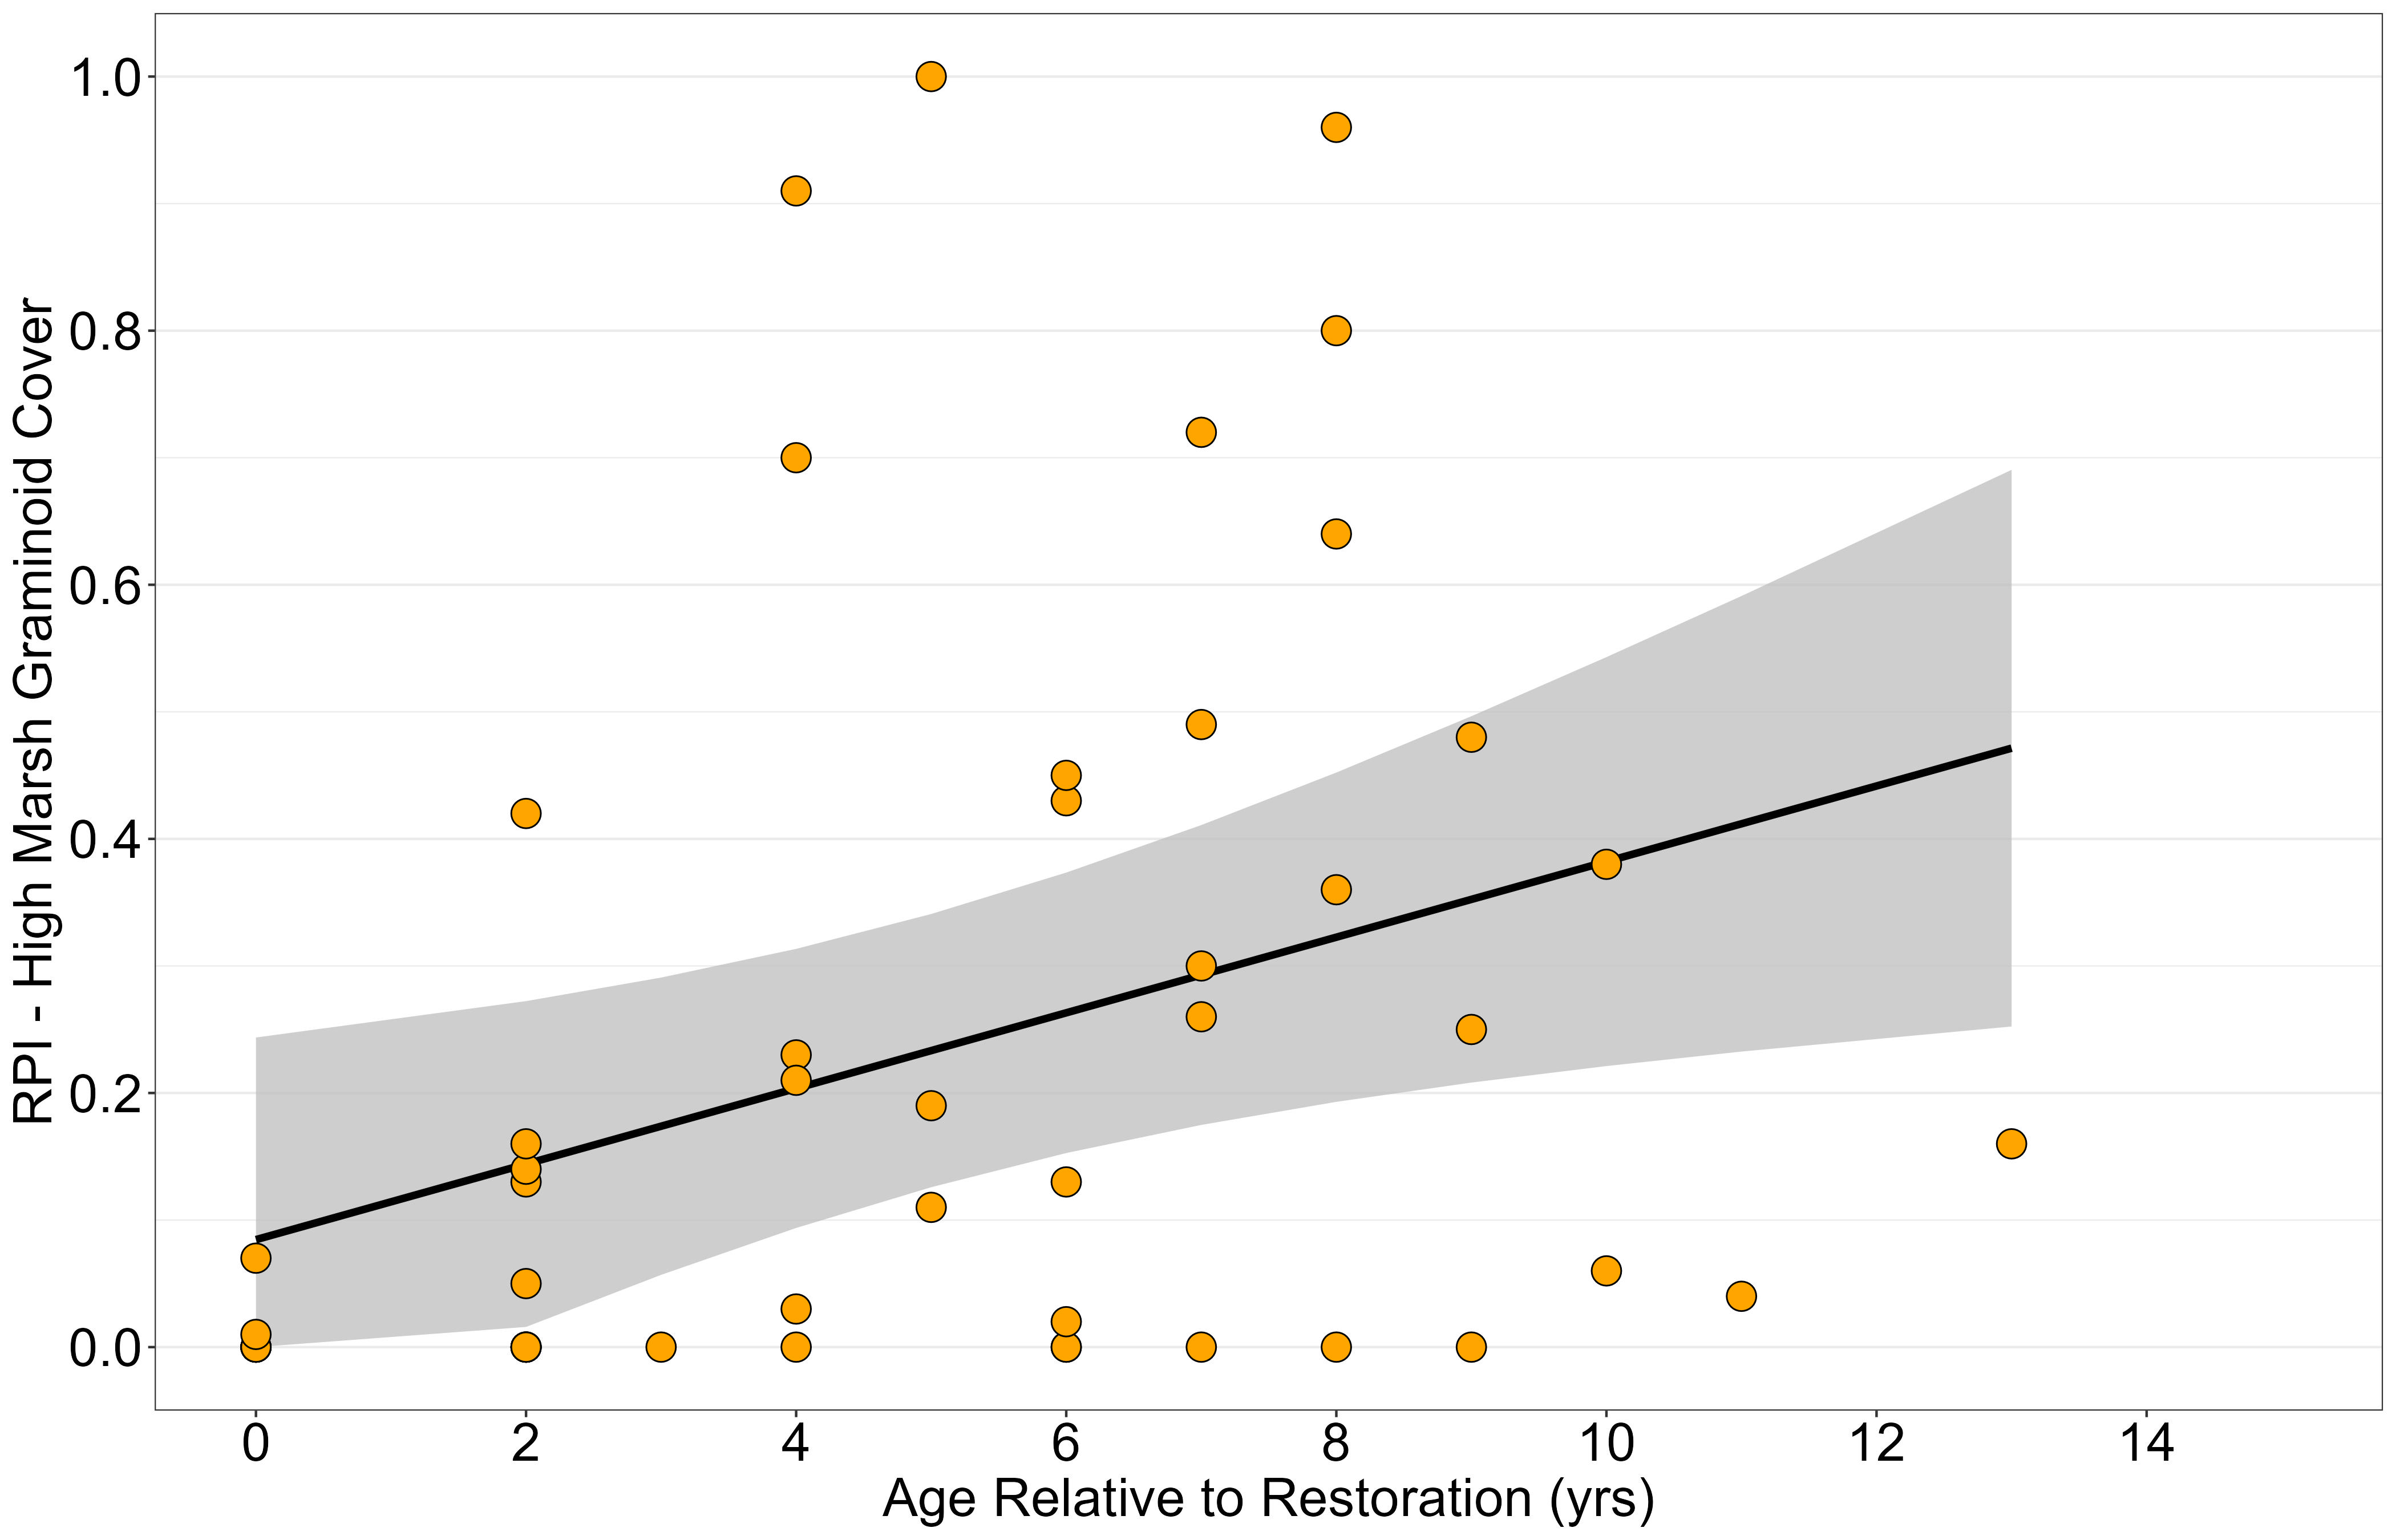 RPI - High Marsh Graminoid Cover
1.0
0.8
0.6
0.4
0.2
0.0
0 2 4 6 8 10 12 14
Age Relative to Restoration (yrs)